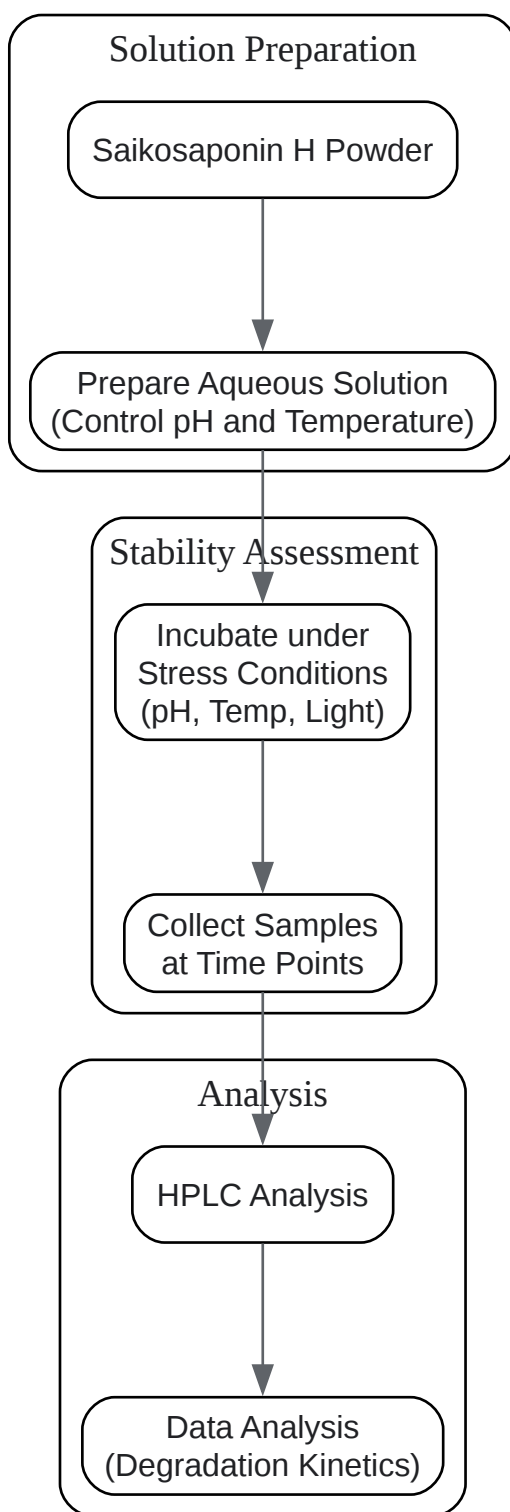 Solution Preparation
Saikosaponin H Powder
Prepare Aqueous Solution
(Control pH and Temperature)
Stability Assessment
Incubate under
Stress Conditions
(pH, Temp, Light)
Collect Samples
at Time Points
Analysis
HPLC Analysis
Data Analysis
(Degradation Kinetics)